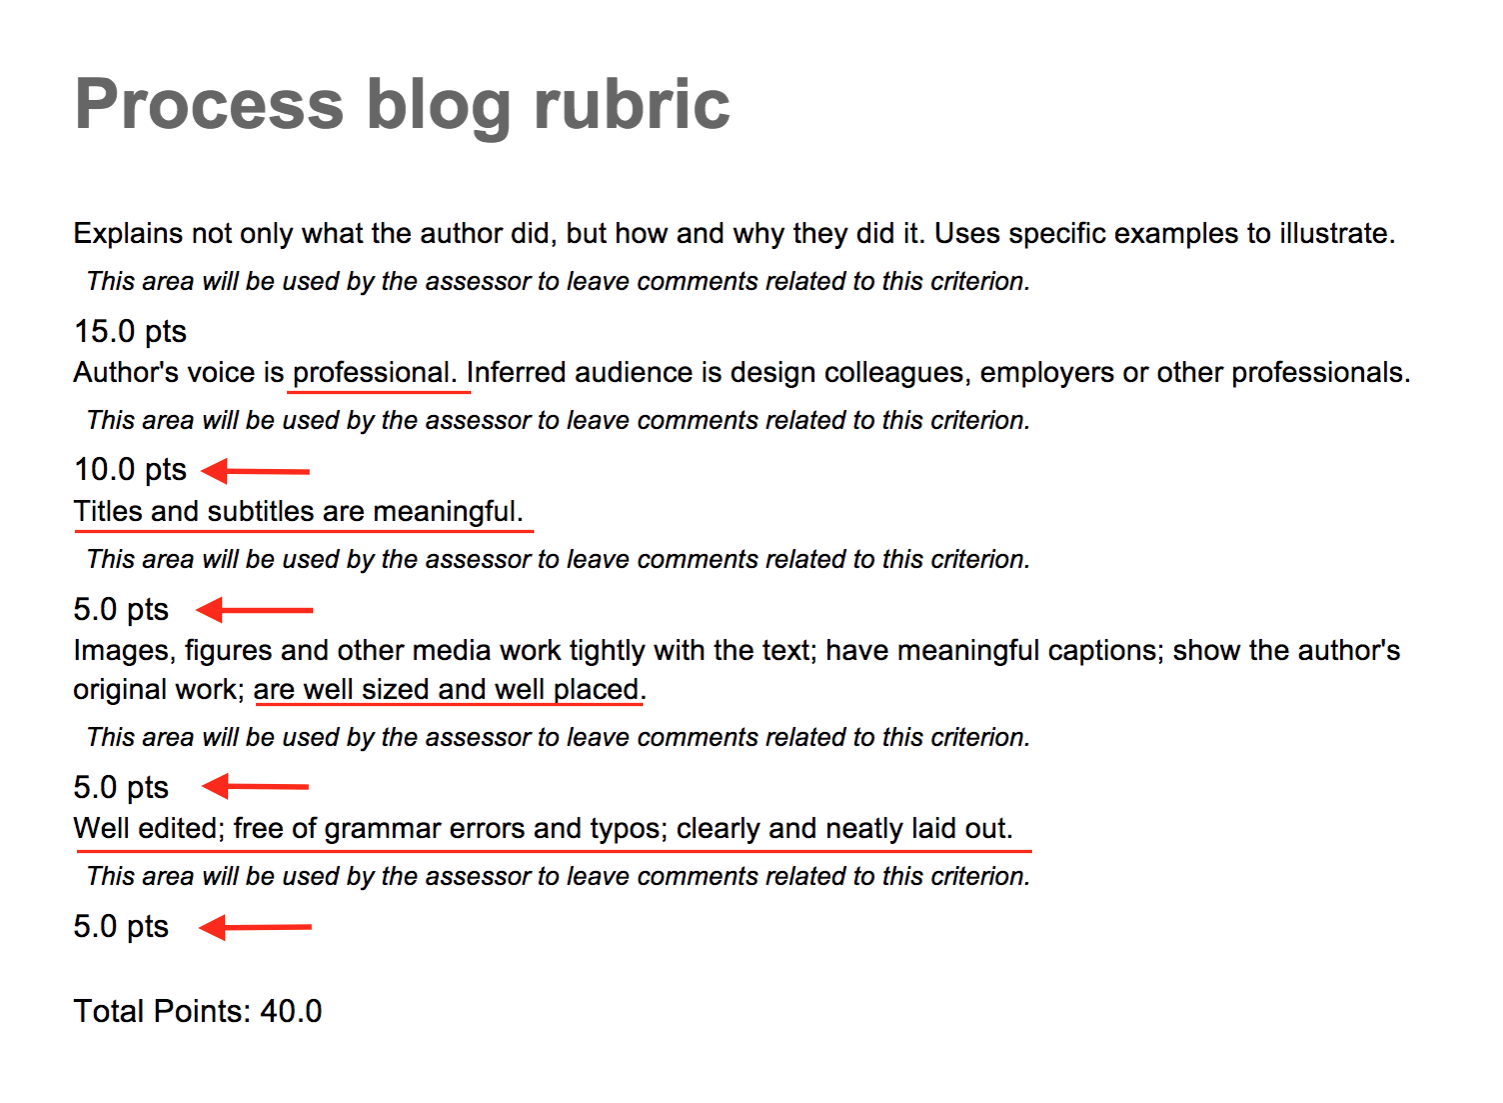 Process blog rubric
Explains not only what the author did, but how and why they did it. Uses specific examples to illustrate.
This area will be used by the assessor to leave comments related to this criterion.
15.0 pts
Author's voice is professional. Inferred audience is design colleagues, employers or other professionals.
This area will be used by the assessor to leave comments related to this criterion.
10.0 pts
Titles and subtitles are meaningful.
This area will be used by the assessor to leave comments related to this criterion.
5.0 pts
Images, figures and other media work tightly with the text; have meaningful captions; show the author's
original work; are well sized and well placed.
This area will be used by the assessor to leave comments related to this criterion.
5.0 pts
Well edited; free of grammar errors and typos; clearly and neatly laid out.
This area will be used by the assessor to leave comments related to this criterion.
5.0 pts
Total Points: 40.0